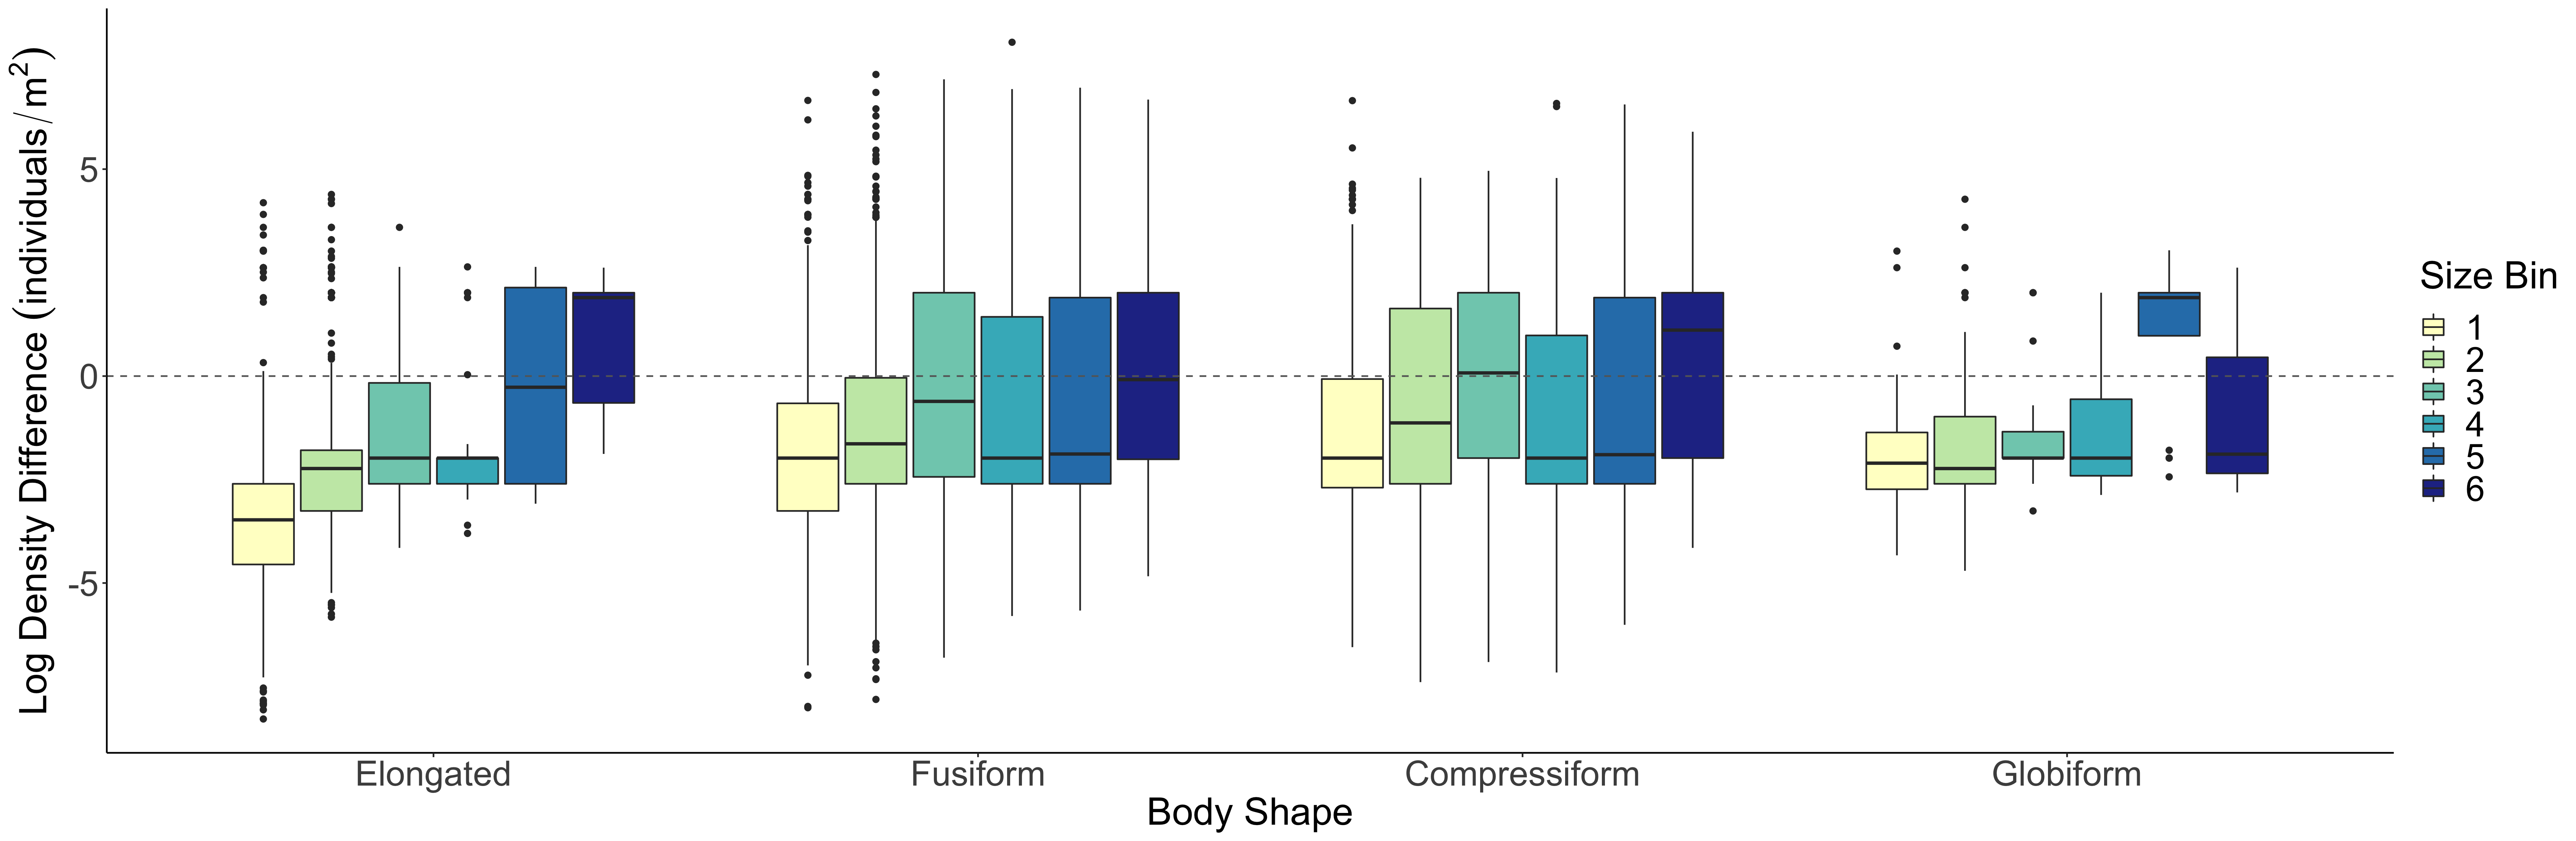 Log Density Difference (individuals/m²)
5
0
-5
Elongated
Fusiform
Compressiform
Globiform
Body Shape
Size Bin
1
2
3
4
5
6